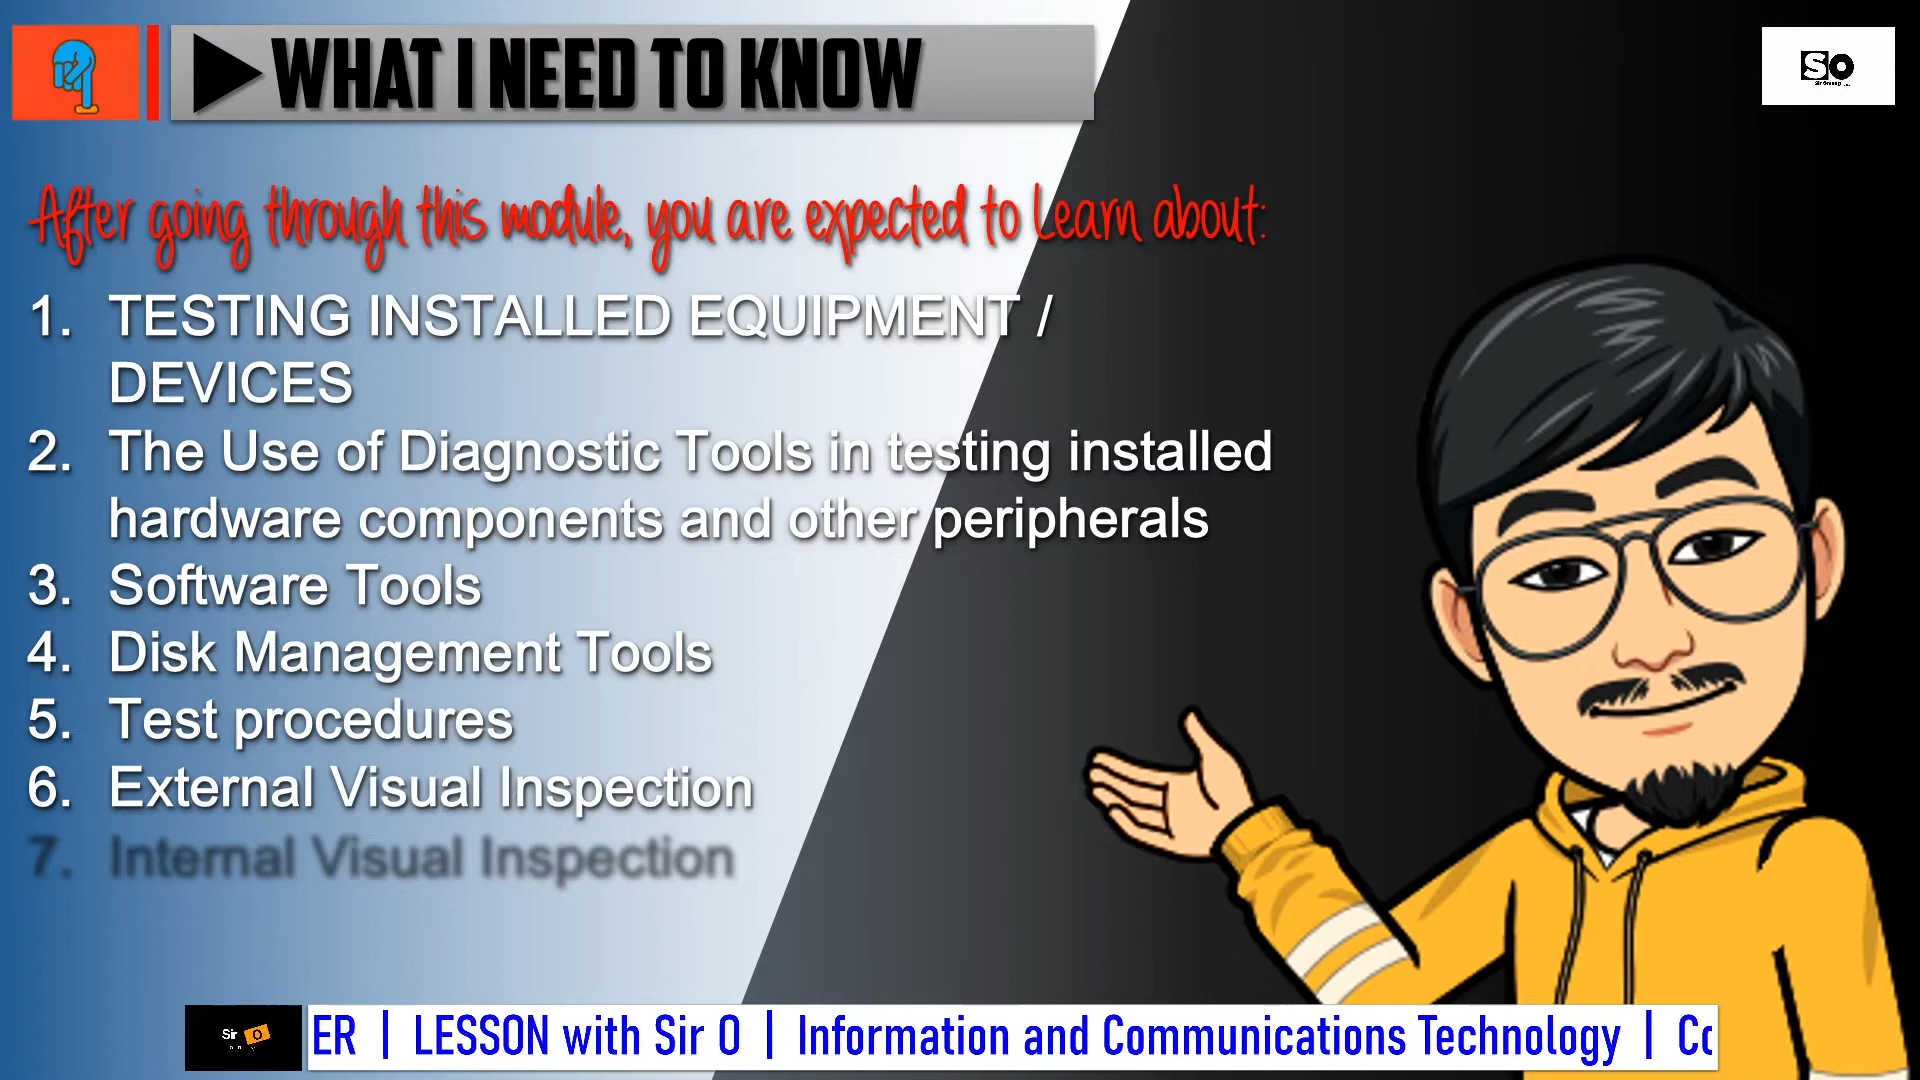 WHAT I NEED TO KNOW
SO
After going through this module, you are expected to Learn about:
1. TESTING INSTALLED EQUIPMENT /
DEVICES
2. The Use of Diagnostic Tools in testing installed
hardware components and other peripherals
3. Software Tools
4. Disk Management Tools
5. Test procedures
6. External Visual Inspection
7. Internal Visual Inspection
Sir O
ER | LESSON with Sir O | Information and Communications Technology |